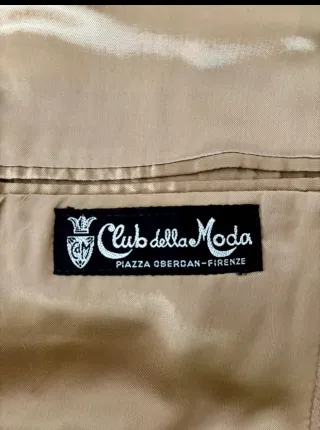 Club della Moda
PIAZZA OBERDAN-FIRENZE